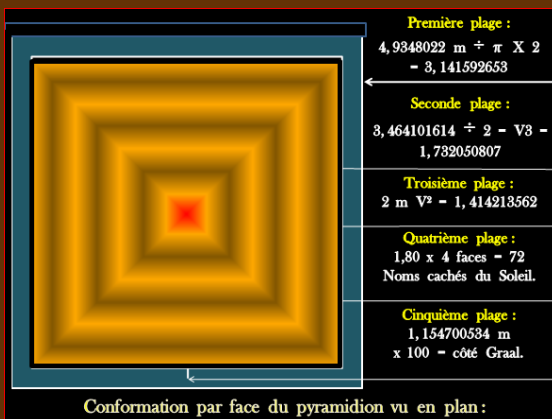 Première plage :
4,9348022 m ÷ π X 2
= 3,141592653
Seconde plage :
3,464101614 ÷ 2 = V3 =
1,732050807
Troisième plage :
2 m V² = 1,414213562
Quatrième plage :
1,80 x 4 faces = 72
Noms cachés du Soleil.
Cinquième plage :
1,154700534 m
x 100 = côté Graal.
Conformation par face du pyramidion vu en plan :